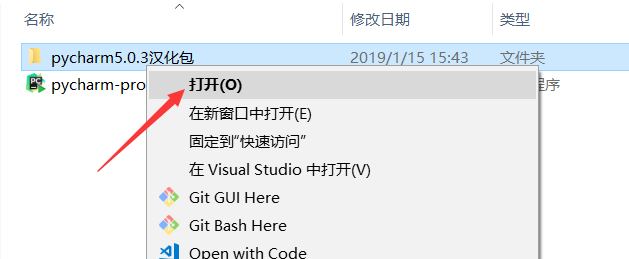 名称 修改日期 类型
pycharm5.0.3汉化包 2019/1/15 15:43 文件夹
pycharm-pro 程序
打开(O)
在新窗口中打开(E)
固定到"快速访问"
在 Visual Studio 中打开(V)
Git GUI Here
Git Bash Here
Open with Code